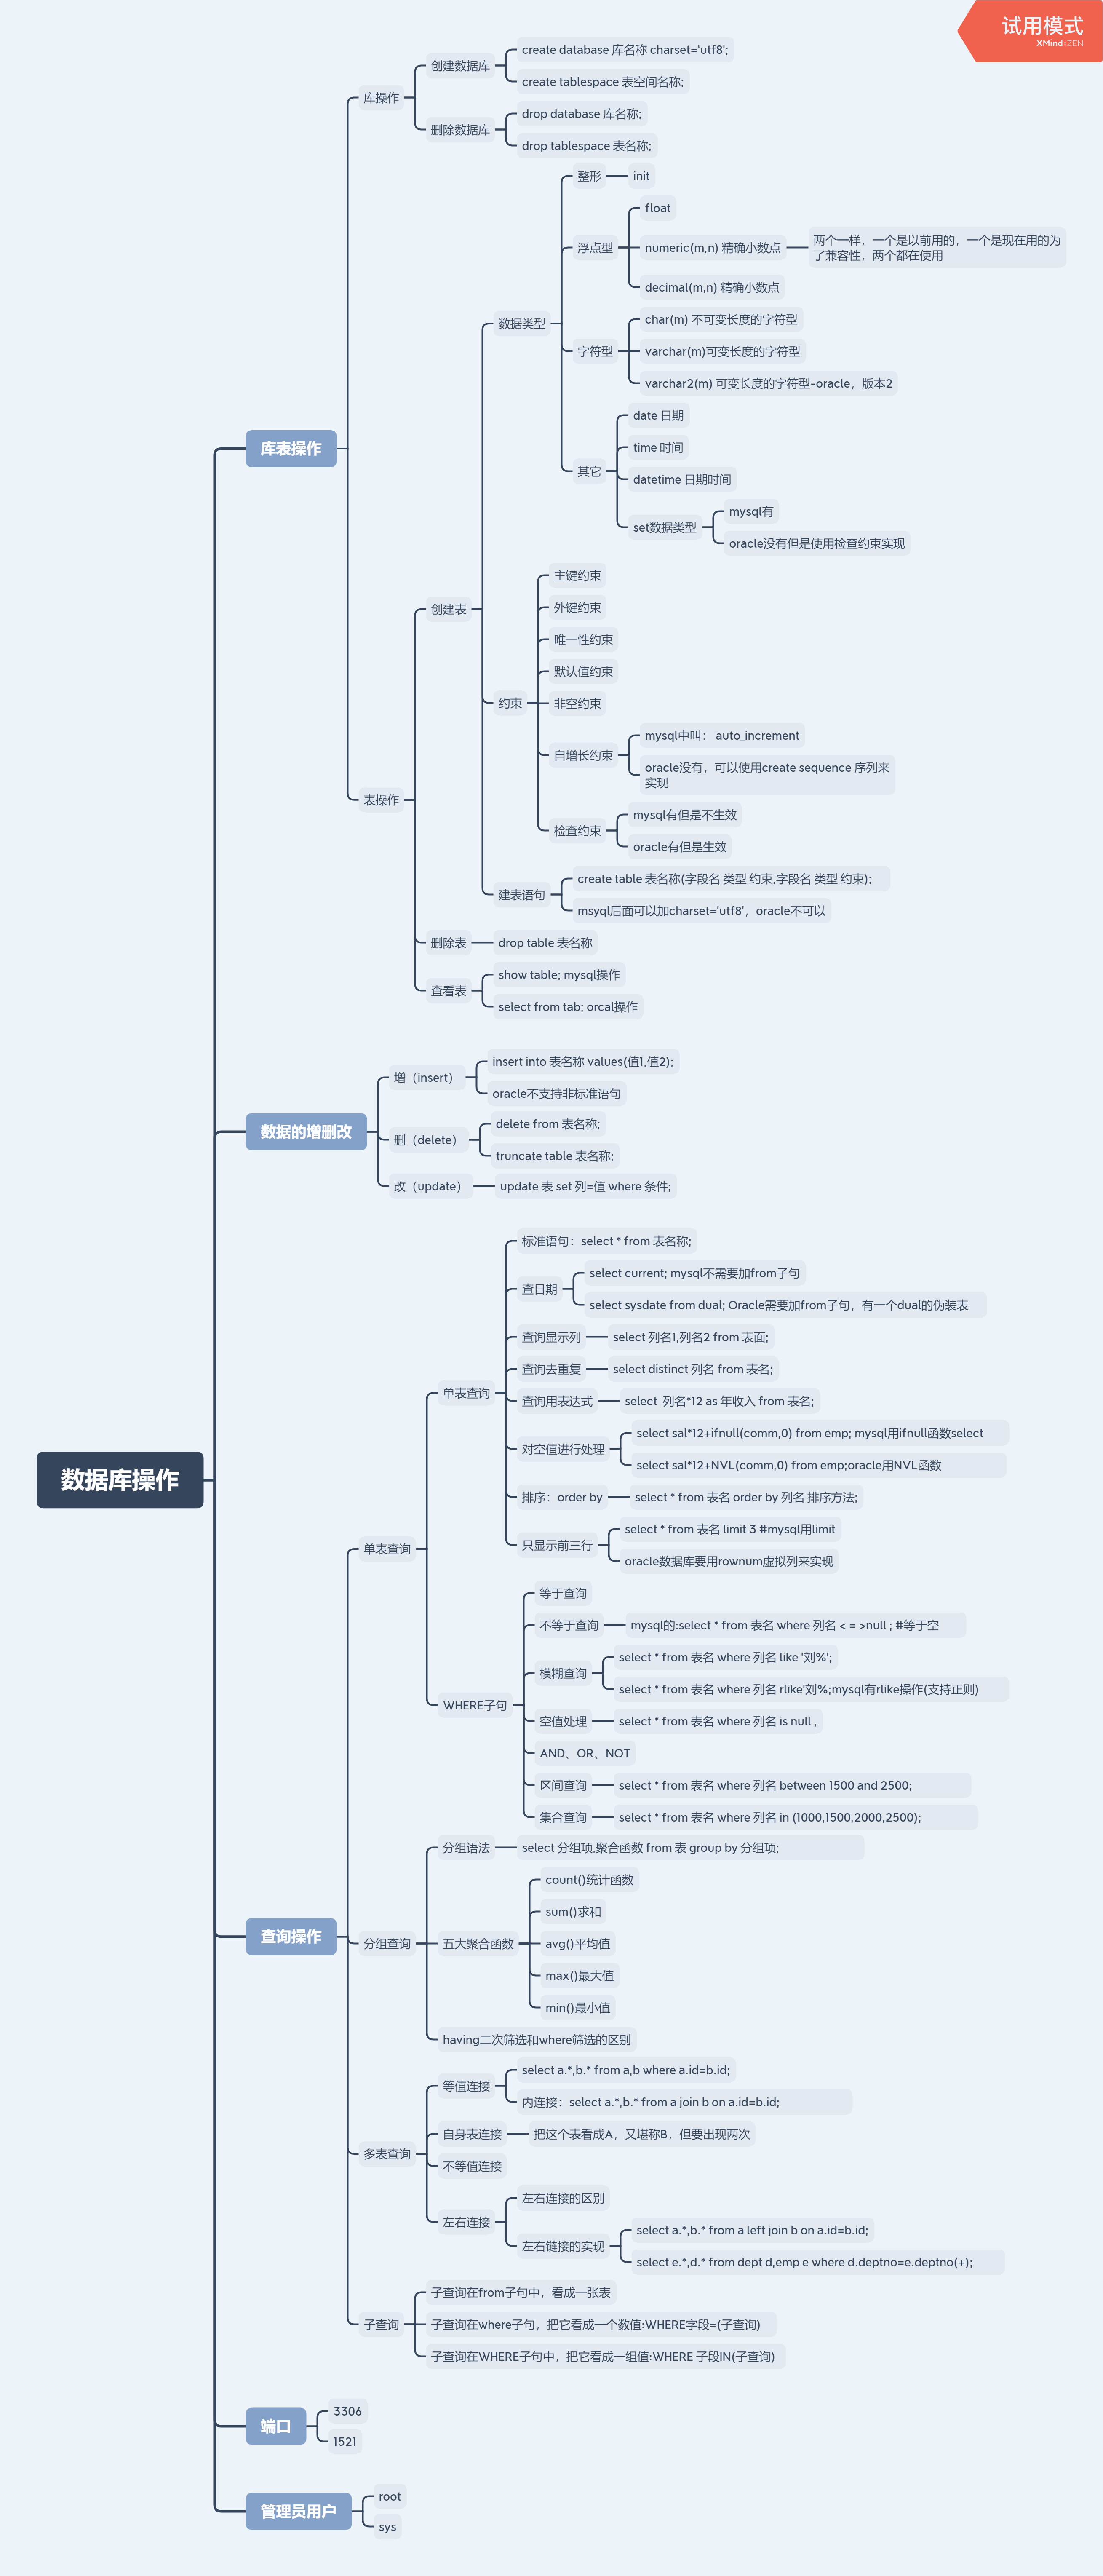 试用模式
XMind:ZEN
数据库操作
库表操作
库操作
创建数据库
create database 库名称 charset='utf8';
create tablespace 表空间名称;
删除数据库
drop database 库名称;
drop tablespace 表名称;
表操作
创建表
数据类型
整形
init
浮点型
float
numeric(m,n) 精确小数点
两个一样，一个是以前用的，一个是现在用的为
了兼容性，两个都在使用
decimal(m,n) 精确小数点
字符型
char(m) 不可变长度的字符型
varchar(m)可变长度的字符型
varchar2(m) 可变长度的字符型-oracle，版本2
其它
date 日期
time 时间
datetime 日期时间
set数据类型
mysql有
oracle没有但是使用检查约束实现
约束
主键约束
外键约束
唯一性约束
默认值约束
非空约束
自增长约束
mysql中叫： auto_increment
oracle没有，可以使用create sequence 序列来
实现
检查约束
mysql有但是不生效
oracle有但是生效
建表语句
create table 表名称(字段名 类型 约束,字段名 类型 约束);
msyql后面可以加charset='utf8'，oracle不可以
删除表
drop table 表名称
查看表
show table; mysql操作
select from tab; orcal操作
数据的增删改
增（insert）
insert into 表名称 values(值1,值2);
oracle不支持非标准语句
删（delete）
delete from 表名称;
truncate table 表名称;
改（update）
update 表 set 列=值 where 条件;
查询操作
单表查询
单表查询
标准语句：select * from 表名称;
查日期
select current; mysql不需要加from子句
select sysdate from dual; Oracle需要加from子句，有一个dual的伪装表
查询显示列
select 列名1,列名2 from 表面;
查询去重复
select distinct 列名 from 表名;
查询用表达式
select  列名*12 as 年收入 from 表名;
对空值进行处理
select sal*12+ifnull(comm,0) from emp; mysql用ifnull函数select
select sal*12+NVL(comm,0) from emp;oracle用NVL函数
排序：order by
select * from 表名 order by 列名 排序方法;
只显示前三行
select * from 表名 limit 3 #mysql用limit
oracle数据库要用rownum虚拟列来实现
WHERE子句
等于查询
不等于查询
mysql的:select * from 表名 where 列名 < = >null ; #等于空
模糊查询
select * from 表名 where 列名 like '刘%';
select * from 表名 where 列名 rlike'刘%;mysql有rlike操作(支持正则)
空值处理
select * from 表名 where 列名 is null ,
AND、OR、NOT
区间查询
select * from 表名 where 列名 between 1500 and 2500;
集合查询
select * from 表名 where 列名 in (1000,1500,2000,2500);
分组查询
分组语法
select 分组项,聚合函数 from 表 group by 分组项;
五大聚合函数
count()统计函数
sum()求和
avg()平均值
max()最大值
min()最小值
having二次筛选和where筛选的区别
多表查询
等值连接
select a.*,b.* from a,b where a.id=b.id;
内连接：select a.*,b.* from a join b on a.id=b.id;
自身表连接
把这个表看成A，又堪称B，但要出现两次
不等值连接
左右连接
左右连接的区别
左右链接的实现
select a.*,b.* from a left join b on a.id=b.id;
select e.*,d.* from dept d,emp e where d.deptno=e.deptno(+);
子查询
子查询在from子句中，看成一张表
子查询在where子句，把它看成一个数值:WHERE字段=(子查询)
子查询在WHERE子句中，把它看成一组值:WHERE 子段IN(子查询)
端口
3306
1521
管理员用户
root
sys